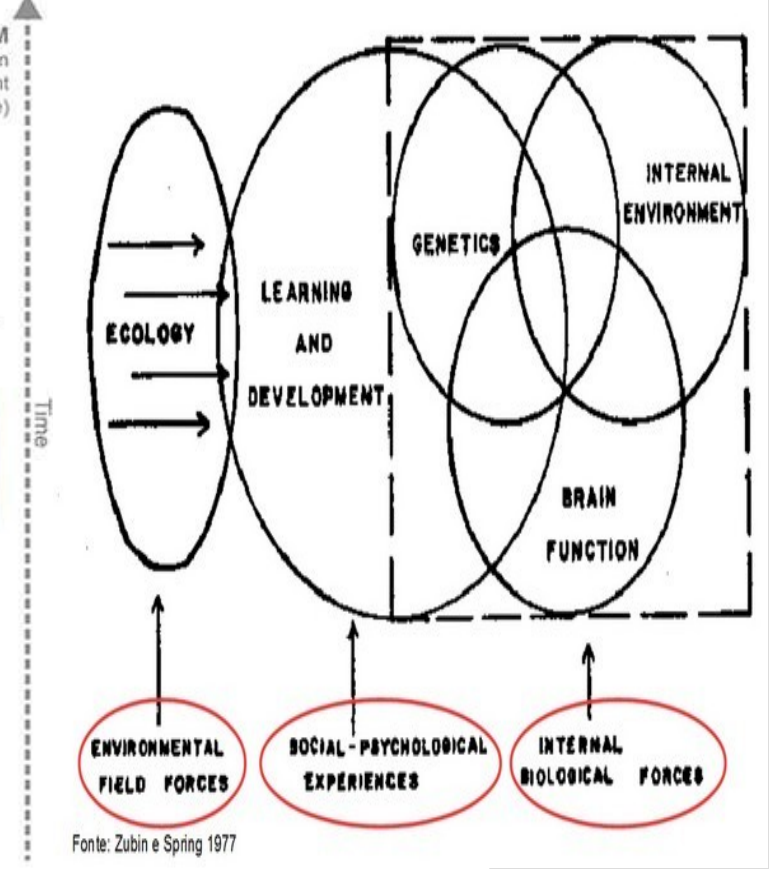 M
n
nt
e)
Time
ECOLOGY
LEARNING
AND
DEVELOPMENT
GENETICS
INTERNAL
ENVIRONMENT
BRAIN
FUNCTION
ENVIRONMENTAL
FIELD FORCES
SOCIAL-PSYCHOLOGICAL
EXPERIENCES
INTERNAL
BIOLOGICAL FORCES
Fonte: Zubin e Spring 1977